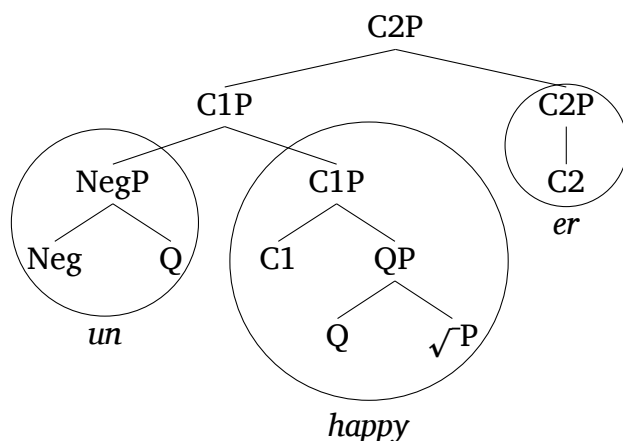 C2P
C1P C2P
NegP C1P C2
er
Neg Q C1 QP
un
Q √P
happy